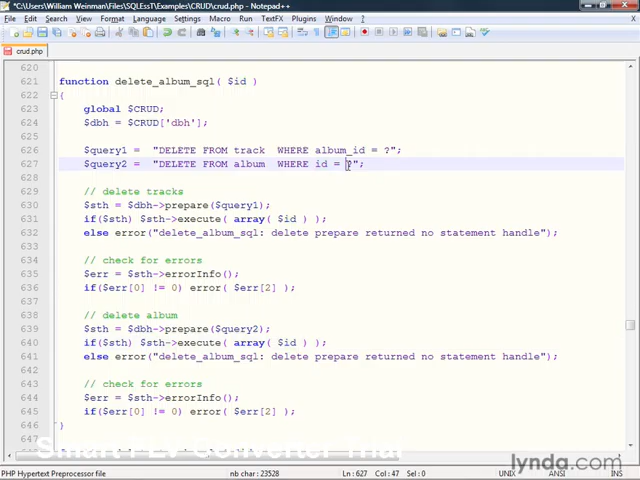 *C:\Users\William Weinman\Files\SQLEssT\Examples\CRUD\crud.php - Notepad++
File Edit Search View Format Language Settings Macro Run TextFX Plugins Window ?
crud.php
620
621 function delete_album_sql( $id )
622 {
623 global $CRUD;
624 $dbh = $CRUD['dbh'];
625
626 $query1 = "DELETE FROM track WHERE album_id = ?";
627 $query2 = "DELETE FROM album WHERE id = ?";
628
629 // delete tracks
630 $sth = $dbh->prepare($query1);
631 if($sth) $sth->execute( array( $id ) );
632 else error("delete_album_sql: delete prepare returned no statement handle");
633
634 // check for errors
635 $err = $sth->errorInfo();
636 if($err[0] != 0) error( $err[2] );
637
638 // delete album
639 $sth = $dbh->prepare($query2);
640 if($sth) $sth->execute( array( $id ) );
641 else error("delete_album_sql: delete prepare returned no statement handle");
642
643 // check for errors
644 $err = $sth->errorInfo();
645 if($err[0] != 0) error( $err[2] );
646 }
Smart FLV Converter Trial
lynda.com
PHP Hypertext Preprocessor file nb char : 23528 Ln : 627 Col : 47 Sel : 0 UNIX ANSI INS